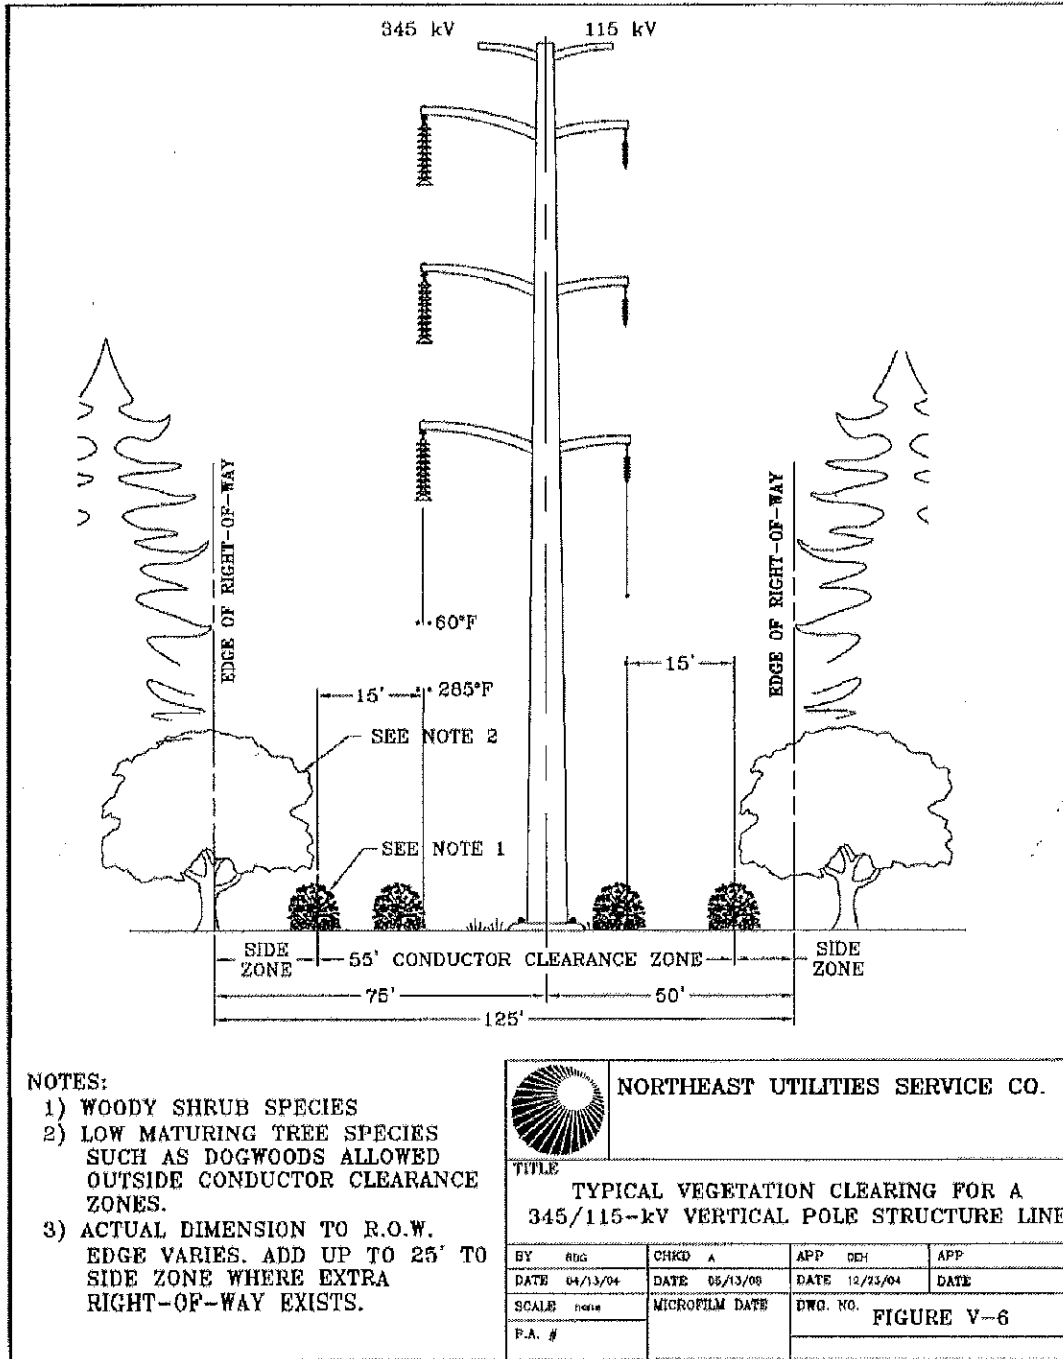 345 kV
115 kV
EDGE OF RIGHT-OF-WAY
EDGE OF RIGHT-OF-WAY
60°F
15'
15'
285°F
SEE NOTE 2
SEE NOTE 1
SIDE
ZONE
55' CONDUCTOR CLEARANCE ZONE
SIDE
ZONE
75'
50'
125'
NOTES:
1) WOODY SHRUB SPECIES
2) LOW MATURING TREE SPECIES
SUCH AS DOGWOODS ALLOWED
OUTSIDE CONDUCTOR CLEARANCE
ZONES.
3) ACTUAL DIMENSION TO R.O.W.
EDGE VARIES. ADD UP TO 25' TO
SIDE ZONE WHERE EXTRA
RIGHT-OF-WAY EXISTS.
NORTHEAST UTILITIES SERVICE CO.
TITLE
TYPICAL VEGETATION CLEARING FOR A
345/115-kV VERTICAL POLE STRUCTURE LINE
BY
CHKD A
APP
APP
DATE 04/13/04
DATE
DATE 12/23/04
DATE
SCALE none
MICROFILM DATE
DWG. NO. FIGURE V-6
P.A. #